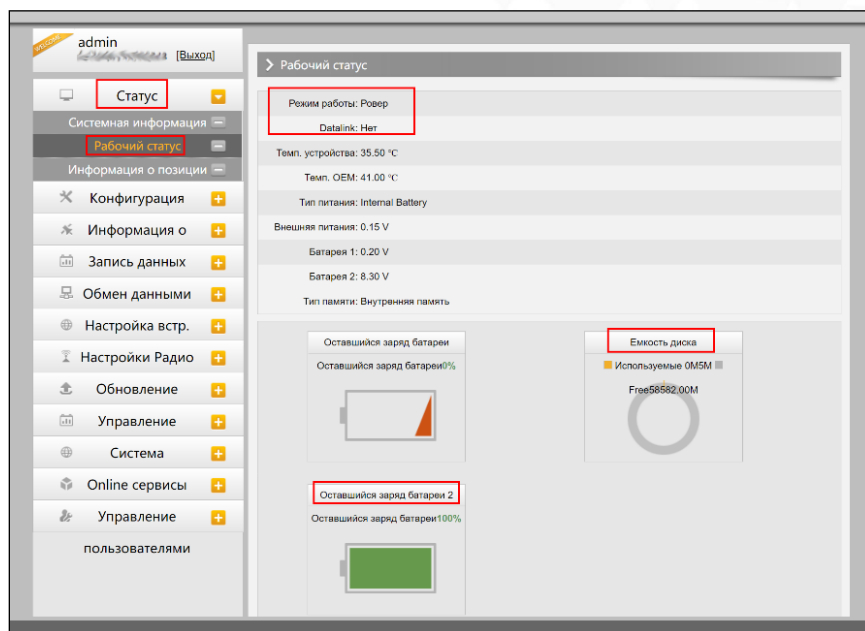 WELCOME
admin
[Выход]
Статус
Системная информация
Рабочий статус
Информация о позиции
Конфигурация
Информация о
Запись данных
Обмен данными
Настройка встр.
Настройки Радио
Обновление
Управление
Система
Online сервисы
Управление
пользователями
Рабочий статус
Режим работы: Ровер
Datalink: Нет
Темп. устройства: 35.50 °C
Темп. OEM: 41.00 °C
Тип питания: Internal Battery
Внешняя питания: 0.15 V
Батарея 1: 0.20 V
Батарея 2: 8.30 V
Тип памяти: Внутренняя память
Оставшийся заряд батареи
Оставшийся заряд батареи0%
Емкость диска
Используемые 0M5M
Free58582.00M
Оставшийся заряд батареи 2
Оставшийся заряд батареи100%